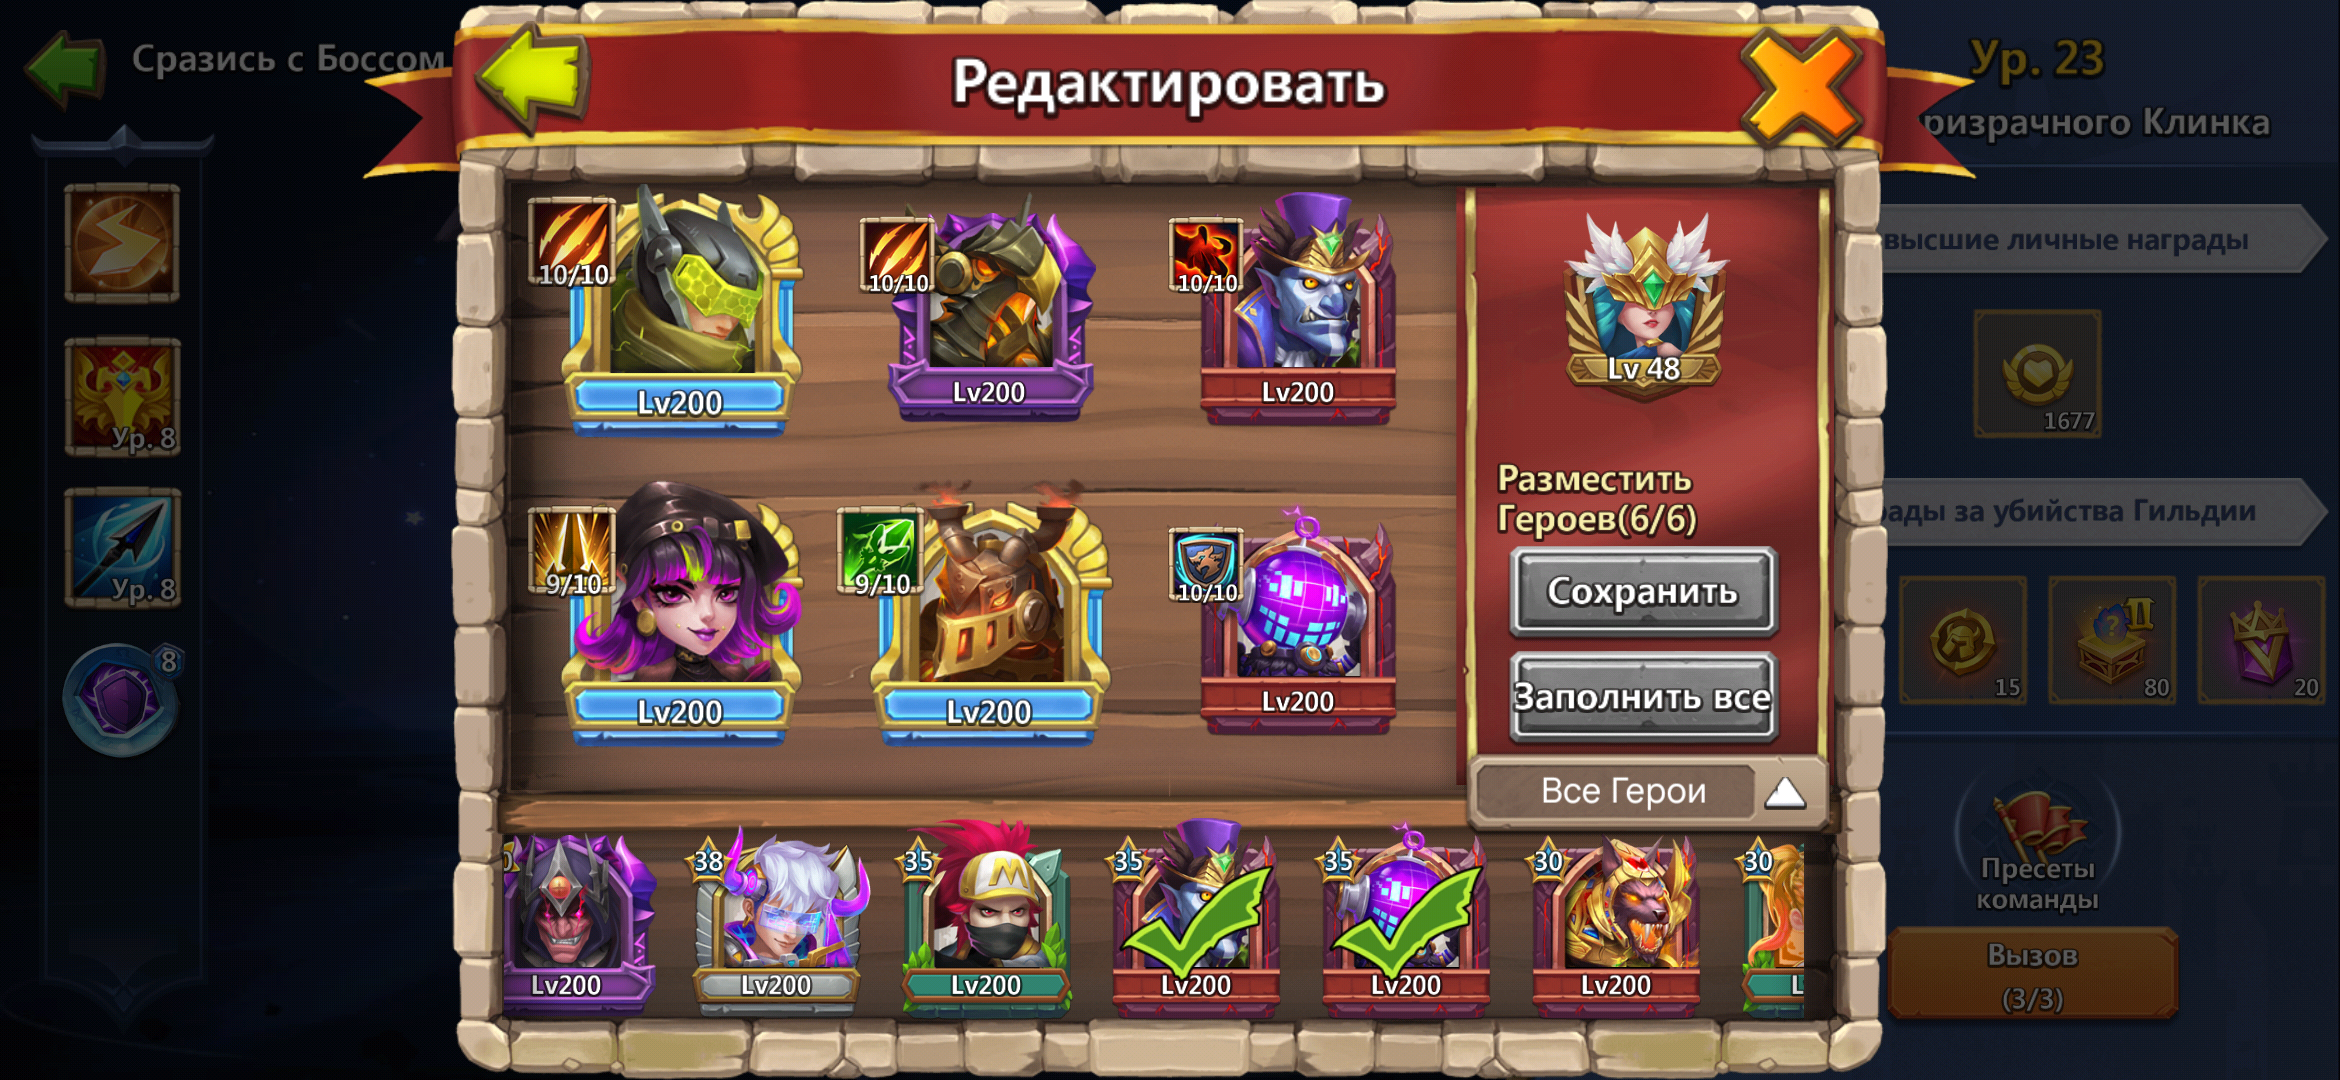 Сразись с Боссом
Редактировать
Ур. 23
ризрачного Клинка
10/10
10/10
10/10
Lv200
Lv200
Lv200
Lv 48
высшие личные награды
1677
Ур. 8
Ур. 8
8
9/10
9/10
10/10
Lv200
Lv200
Lv200
Разместить
Героев(6/6)
Сохранить
Заполнить все
Все Герои
рады за убийства Гильдии
II
15
80
20
38
35
35
35
30
30
M
Lv200
Lv200
Lv200
Lv200
Lv200
Lv200
L
Пресеты
команды
Вызов
(3/3)